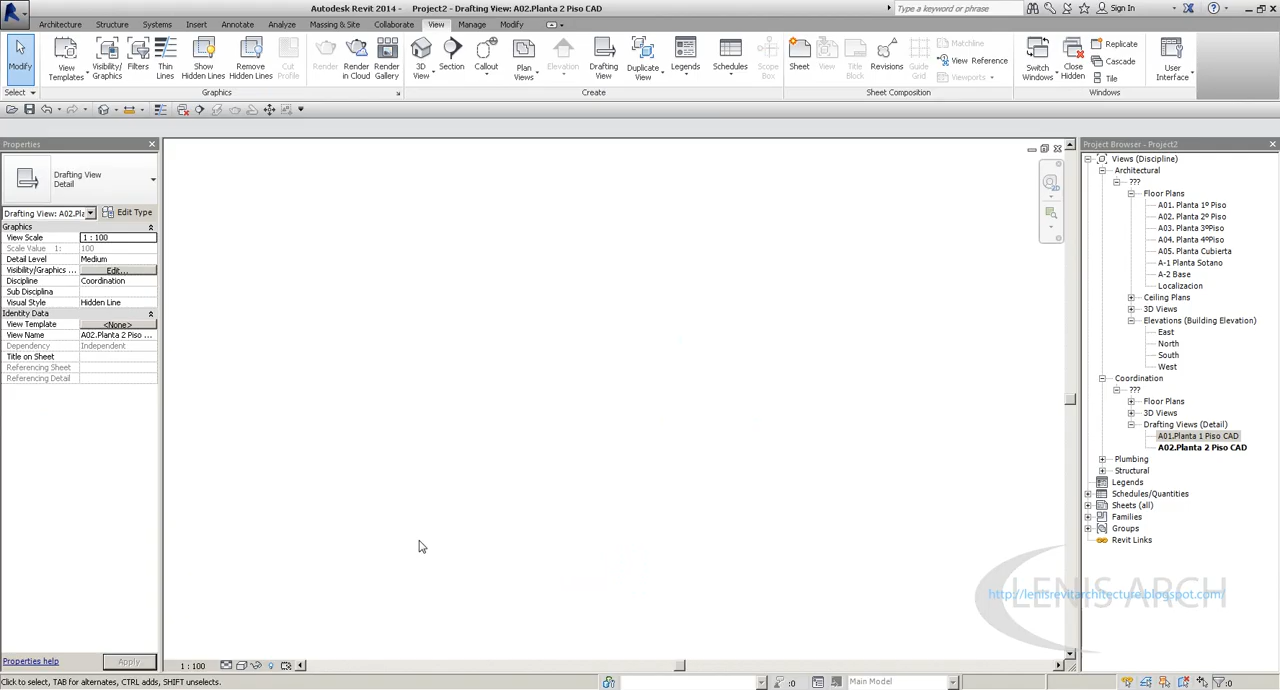 Autodesk Revit 2014 - Project2 - Drafting View: A02.Planta 2 Piso CAD
Type a keyword or phrase
Sign In
Architecture Structure Systems Insert Annotate Analyze Massing & Site Collaborate View Manage Modify
Modify
View Templates
Visibility/ Graphics
Filters
Thin Lines
Show Hidden Lines
Remove Hidden Lines
Cut Profile
Render
Render in Cloud
Render Gallery
3D View
Section
Callout
Plan Views
Elevation
Drafting View
Duplicate View
Legends
Schedules
Scope Box
Sheet
View
Title Block
Revisions
Guide Grid
Matchline
View Reference
Viewports
Switch Windows
Close Hidden
Replicate
Cascade
Tile
User Interface
Select
Graphics
Create
Sheet Composition
Windows
Properties
Drafting View
Detail
Drafting View: A02.Pla
Edit Type
Graphics
View Scale 1 : 100
Scale Value 1: 100
Detail Level Medium
Visibility/Graphics ... Edit...
Discipline Coordination
Sub Disciplina
Visual Style Hidden Line
Identity Data
View Template <None>
View Name A02.Planta 2 Piso ...
Dependency Independent
Title on Sheet
Referencing Sheet
Referencing Detail
Properties help
Apply
Project Browser - Project2
Views (Discipline)
Architectural
???
Floor Plans
A01. Planta 1º Piso
A02. Planta 2º Piso
A03. Planta 3ºPiso
A04. Planta 4ºPiso
A05. Planta Cubierta
A-1 Planta Sotano
A-2 Base
Localizacion
Ceiling Plans
3D Views
Elevations (Building Elevation)
East
North
South
West
Coordination
???
Floor Plans
3D Views
Drafting Views (Detail)
A01.Planta 1 Piso CAD
A02.Planta 2 Piso CAD
Plumbing
Structural
Legends
Schedules/Quantities
Sheets (all)
Families
Groups
Revit Links
2D
LENIS ARCH
http://lenisrevitarchitecture.blogspot.com/
1 : 100
Click to select, TAB for alternates, CTRL adds, SHIFT unselects.
:0
Main Model
:0